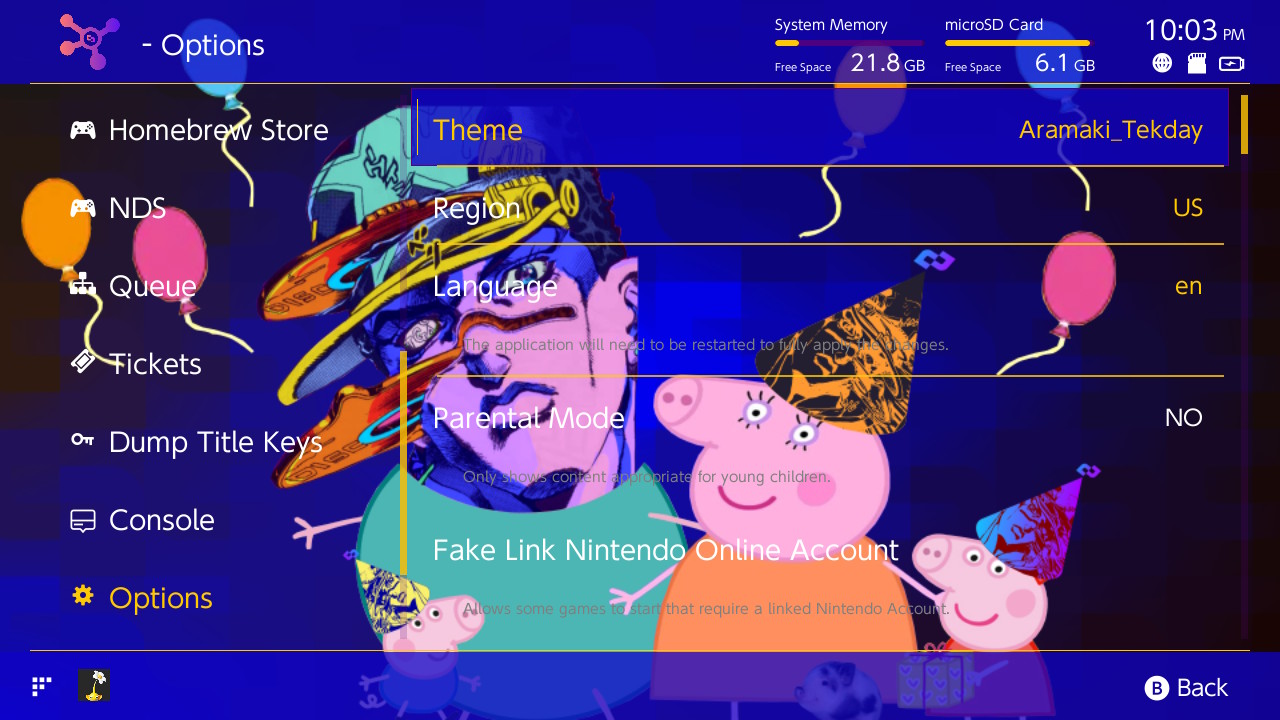 - Options
System Memory
Free Space 21.8 GB
microSD Card
Free Space 6.1 GB
10:03 PM
Homebrew Store
NDS
Queue
Tickets
Dump Title Keys
Console
Options
Theme Aramaki_Tekday
Region US
Language en
The application will need to be restarted to fully apply the changes.
Parental Mode NO
Only shows content appropriate for young children.
Fake Link Nintendo Online Account
Allows some games to start that require a linked Nintendo Account.
B Back